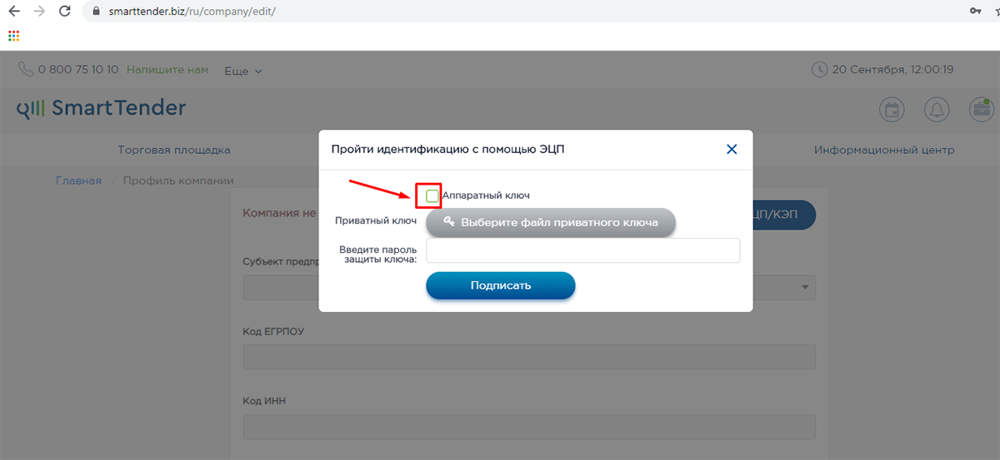 smarttender.biz/ru/company/edit/
0 800 75 10 10 Напишите нам Еще 20 Сентября, 12:00:19
SmartTender
Торговая площадка Информационный центр
Главная / Профиль компании
Пройти идентификацию с помощью ЭЦП
Аппаратный ключ
Компания не
ЦП/КЭП
Приватный ключ Выберите файл приватного ключа
Введите пароль
защиты ключа:
Субъект предпр
Подписать
Код ЕГРПОУ
Код ИНН